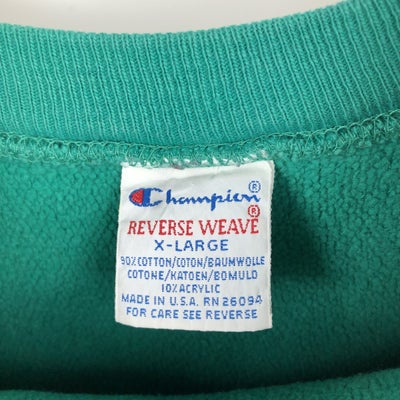 Champion®
REVERSE WEAVE®
X-LARGE
90% COTTON/COTON/BAUMWOLLE
COTONE/KATOEN/BOMULD
10% ACRYLIC
MADE IN U.S.A. RN 26094
FOR CARE SEE REVERSE